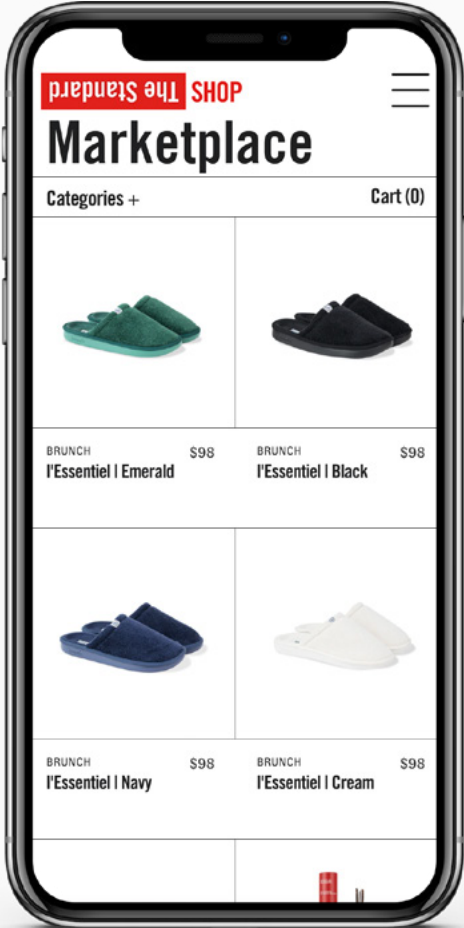 The Standard SHOP
Marketplace
Categories +
Cart (0)
BRUNCH
$98
l'Essentiel | Emerald
BRUNCH
$98
l'Essentiel | Black
BRUNCH
$98
l'Essentiel | Navy
BRUNCH
$98
l'Essentiel | Cream